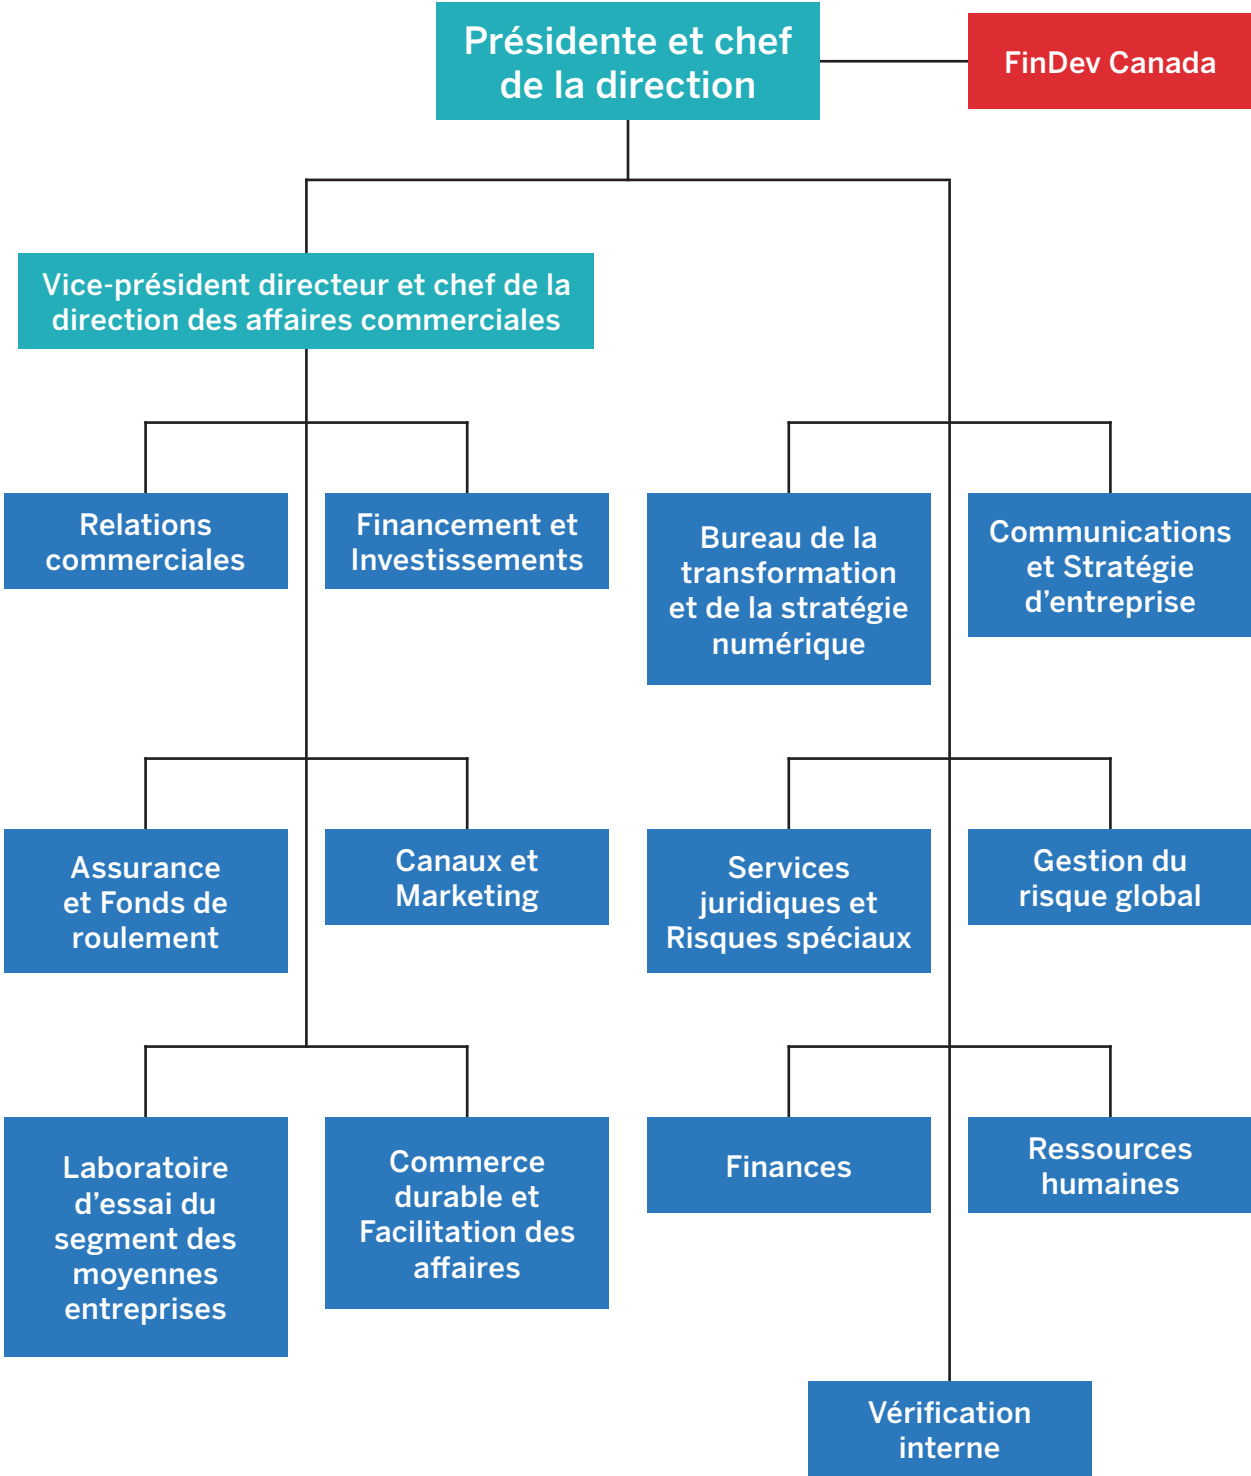 Présidente et chef
de la direction
FinDev Canada
Vice-président directeur et chef de la
direction des affaires commerciales
Relations
commerciales
Financement et
Investissements
Bureau de la
transformation
et de la stratégie
numérique
Communications
et Stratégie
d’entreprise
Assurance
et Fonds de
roulement
Canaux et
Marketing
Services
juridiques et
Risques spéciaux
Gestion du
risque global
Laboratoire
d’essai du
segment des
moyennes
entreprises
Commerce
durable et
Facilitation des
affaires
Finances
Ressources
humaines
Vérification
interne